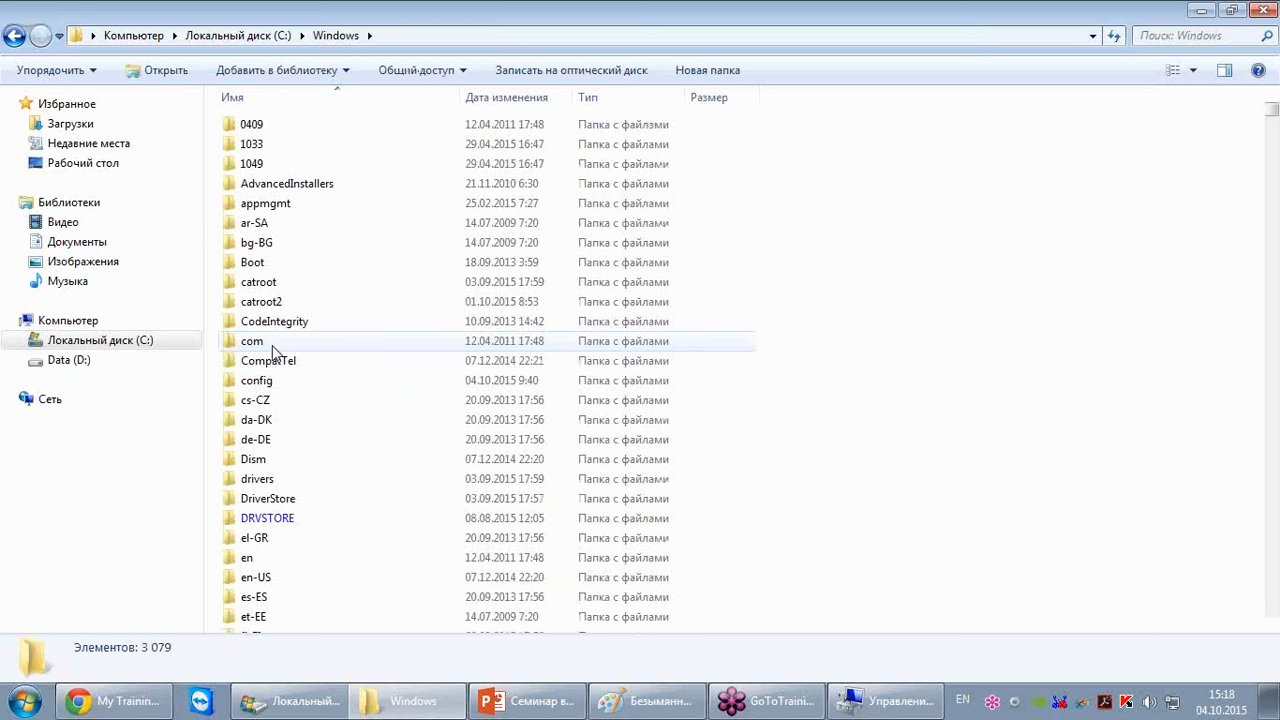 Компьютер Локальный диск (C:) Windows Поиск: Windows
Упорядочить Открыть Добавить в библиотеку Общий доступ Записать на оптический диск Новая папка
Имя Дата изменения Тип Размер
Избранное
Загрузки
Недавние места
Рабочий стол
Библиотеки
Видео
Документы
Изображения
Музыка
Компьютер
Локальный диск (C:)
Data (D:)
Сеть
0409 12.04.2011 17:48 Папка с файлами
1033 29.04.2015 16:47 Папка с файлами
1049 29.04.2015 16:47 Папка с файлами
AdvancedInstallers 21.11.2010 6:30 Папка с файлами
appmgmt 25.02.2015 7:27 Папка с файлами
ar-SA 14.07.2009 7:20 Папка с файлами
bg-BG 14.07.2009 7:20 Папка с файлами
Boot 18.09.2013 3:59 Папка с файлами
catroot 03.09.2015 17:59 Папка с файлами
catroot2 01.10.2015 8:53 Папка с файлами
CodeIntegrity 10.09.2013 14:42 Папка с файлами
com 12.04.2011 17:48 Папка с файлами
CompatTel 07.12.2014 22:21 Папка с файлами
config 04.10.2015 9:40 Папка с файлами
cs-CZ 20.09.2013 17:56 Папка с файлами
da-DK 20.09.2013 17:56 Папка с файлами
de-DE 20.09.2013 17:56 Папка с файлами
Dism 07.12.2014 22:20 Папка с файлами
drivers 03.09.2015 17:59 Папка с файлами
DriverStore 03.09.2015 17:57 Папка с файлами
DRVSTORE 08.08.2015 12:05 Папка с файлами
el-GR 20.09.2013 17:56 Папка с файлами
en 12.04.2011 17:48 Папка с файлами
en-US 07.12.2014 22:20 Папка с файлами
es-ES 20.09.2013 17:56 Папка с файлами
et-EE 14.07.2009 7:20 Папка с файлами
Элементов: 3 079
My Trainin... Локальный... Windows Семинар в... Безымянн... GoToTraini... Управлени... EN 15:18
04.10.2015